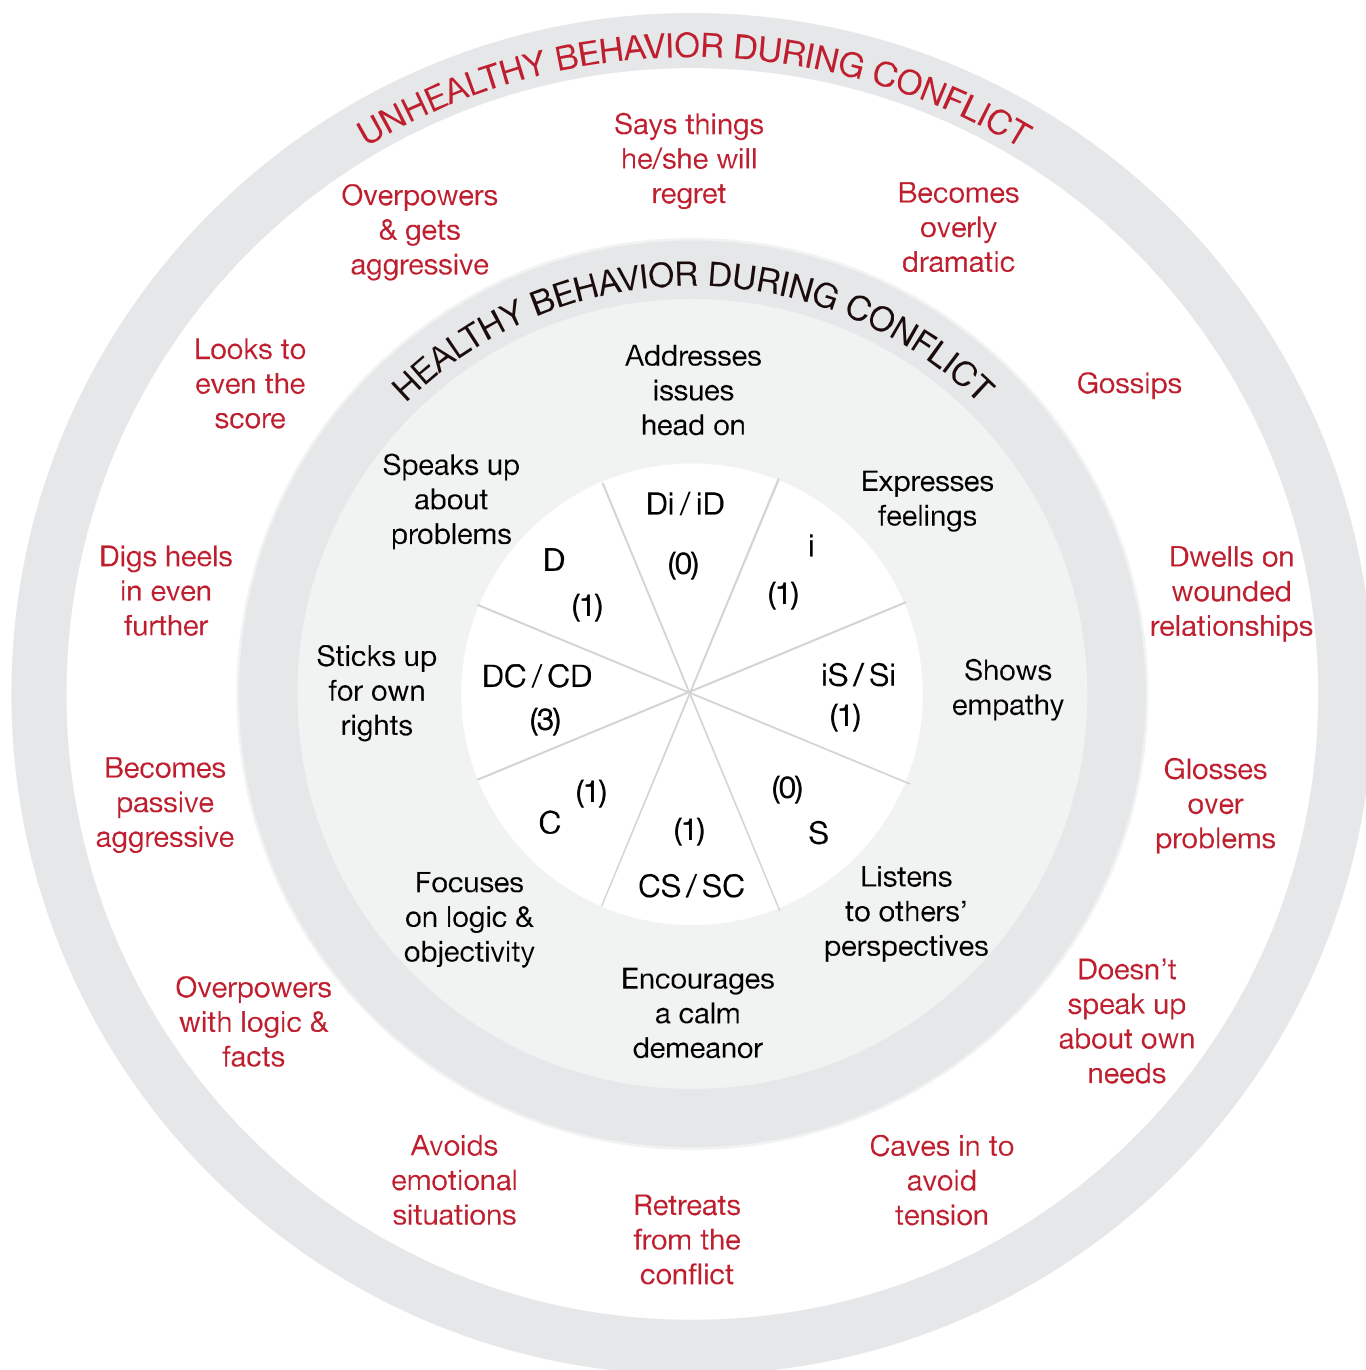 UNHEALTHY BEHAVIOR DURING CONFLICT
Says things
he/she will
regret
Becomes
overly
dramatic
Gossips
Dwells on
wounded
relationships
Glosses
over
problems
Doesn't
speak up
about own
needs
Caves in to
avoid
tension
Retreats
from the
conflict
Avoids
emotional
situations
Overpowers
with logic &
facts
Becomes
passive
aggressive
Digs heels
in even
further
Looks to
even the
score
Overpowers
& gets
aggressive
HEALTHY BEHAVIOR DURING CONFLICT
Addresses
issues
head on
Expresses
feelings
Shows
empathy
Listens
to others'
perspectives
Encourages
a calm
demeanor
Focuses
on logic &
objectivity
Sticks up
for own
rights
Speaks up
about
problems
Di / iD
(0)
i
(1)
iS / Si
(1)
(0)
S
(1)
CS / SC
(1)
C
DC / CD
(3)
D
(1)